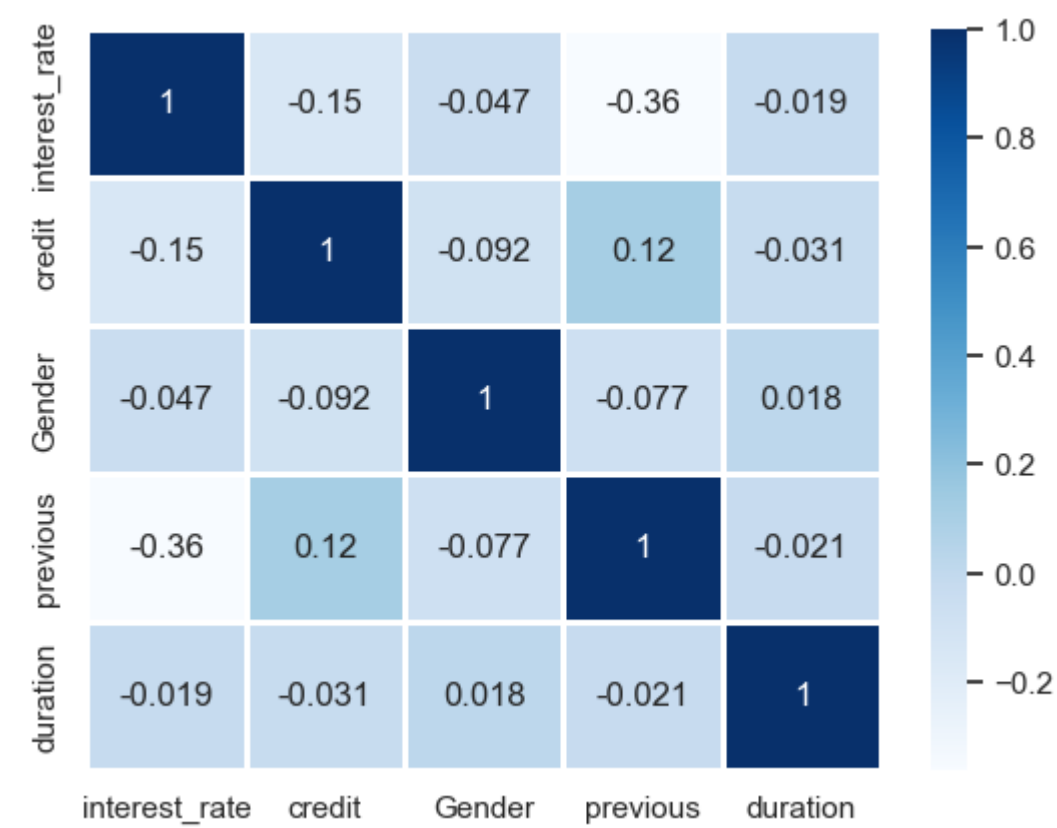 interest_rate 1 -0.15 -0.047 -0.36 -0.019
credit -0.15 1 -0.092 0.12 -0.031
Gender -0.047 -0.092 1 -0.077 0.018
previous -0.36 0.12 -0.077 1 -0.021
duration -0.019 -0.031 0.018 -0.021 1
interest_rate credit Gender previous duration
1.0
0.8
0.6
0.4
0.2
0.0
−0.2